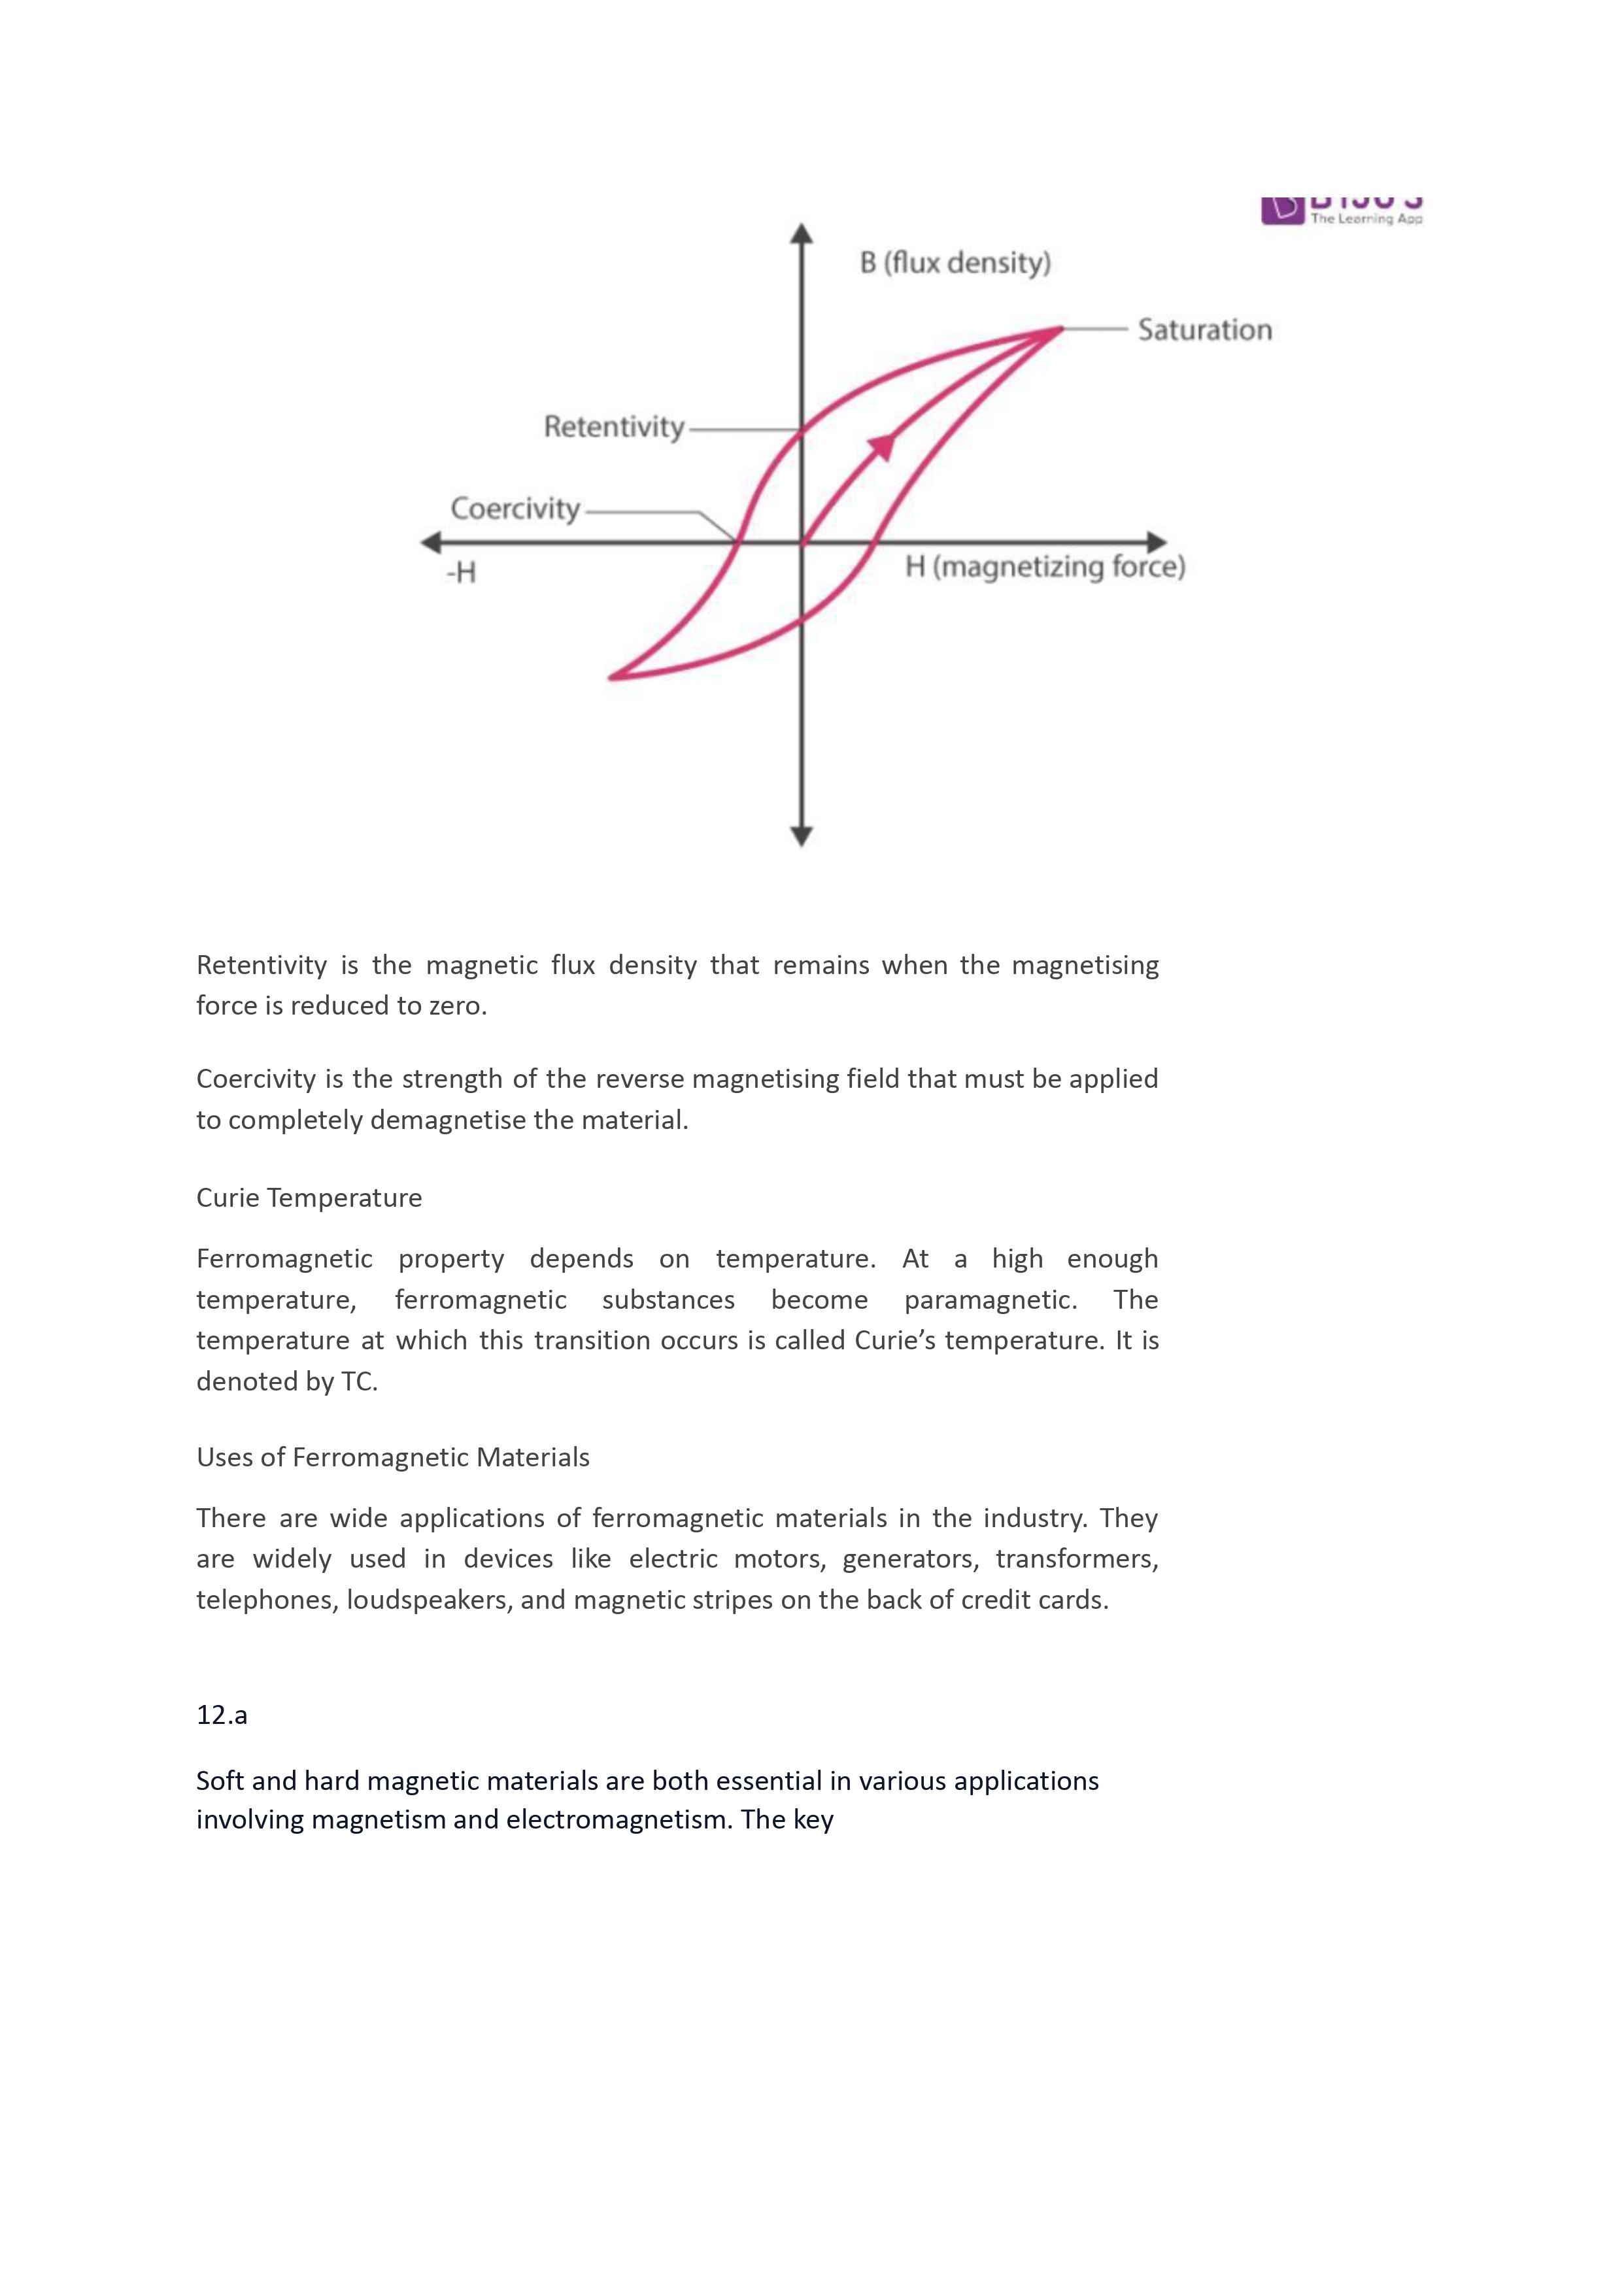 The Learning App
B (flux density)
Saturation
Retentivity
Coercivity
-H
H (magnetizing force)
Retentivity is the magnetic flux density that remains when the magnetising
force is reduced to zero.
Coercivity is the strength of the reverse magnetising field that must be applied
to completely demagnetise the material.
Curie Temperature
Ferromagnetic property depends on temperature. At a high enough
temperature, ferromagnetic substances become paramagnetic. The
temperature at which this transition occurs is called Curie’s temperature. It is
denoted by TC.
Uses of Ferromagnetic Materials
There are wide applications of ferromagnetic materials in the industry. They
are widely used in devices like electric motors, generators, transformers,
telephones, loudspeakers, and magnetic stripes on the back of credit cards.
12.a
Soft and hard magnetic materials are both essential in various applications
involving magnetism and electromagnetism. The key